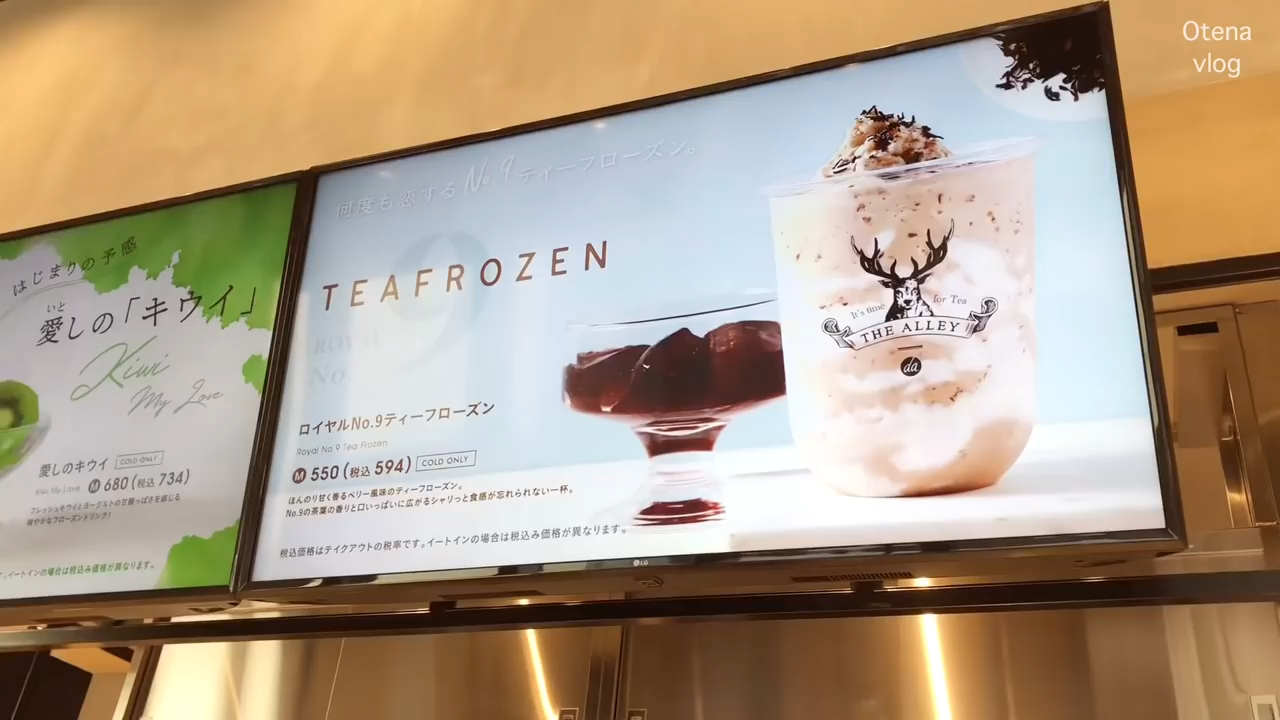 Otena
vlog
はじまりの予感
いと
愛しの「キウイ」
Kiwi
My Love
愛しのキウイ COLD ONLY
Kiwi My Love M 680(税込 734)
フレッシュキウイとヨーグルトの甘酸っぱさを感じる
爽やかなフローズンドリンク!
イートインの場合は税込み価格が異なります。
何度も恋する No.9 ティーフローズン。
TEAFROZEN
9
ROYAL
No.
ロイヤルNo.9ティーフローズン
Royal No.9 Tea Frozen
M 550(税込 594) COLD ONLY
ほんのり甘く香るベリー風味のティーフローズン。
No.9の茶葉の香りと口いっぱいに広がるシャリっと食感が忘れられない一杯。
税込価格はテイクアウトの税率です。イートインの場合は税込み価格が異なります。
It's time for Tea
THE ALLEY
da
LG